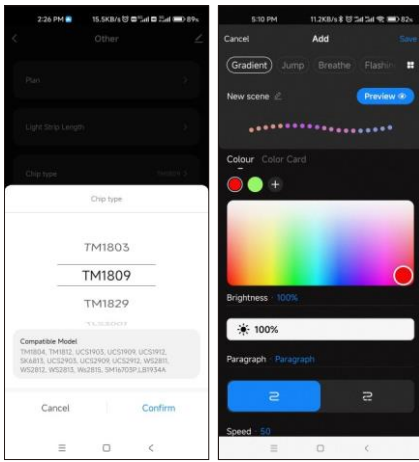 2:26 PM
15.5KB/s
89%
Other
Plan
Light Strip Length
Chip type
Chip type
TM1803
TM1809
TM1829
Compatible Model
TM1804, TM1812, UCS1903, UCS1909, UCS1912,
SK6813, UCS2903, UCS2909, UCS2912, WS2811,
WS2812, WS2813, Ws2815, SM16703P,LB1934A
Cancel
Confirm
5:10 PM
11.2KB/s
82%
Cancel
Add
Save
Gradient
Jump
Breathe
Flashin
New scene
Preview
Colour
Color Card
Brightness · 100%
100%
Paragraph · Paragraph
Speed · 50